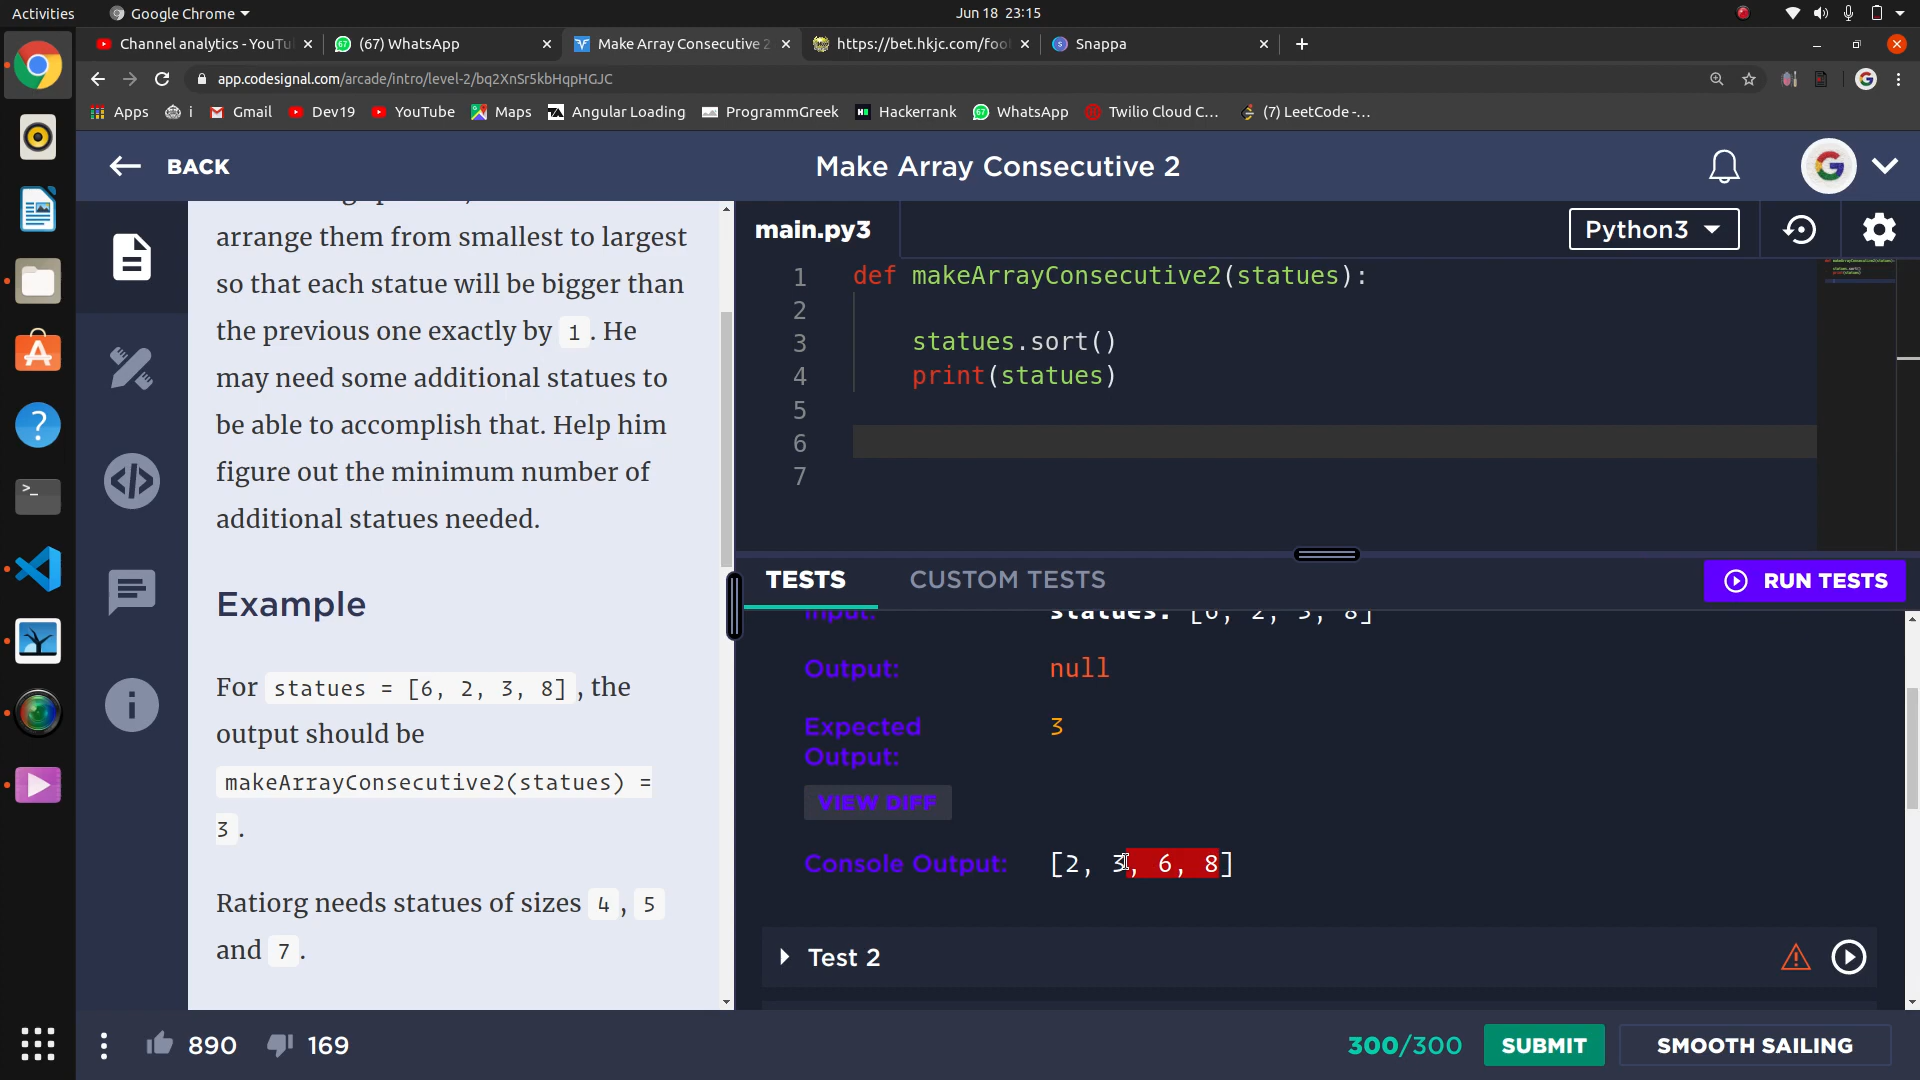 Activities
Google Chrome
Jun 18 23:15
Channel analytics - YouTu
(67) WhatsApp
Make Array Consecutive 2
https://bet.hkjc.com/foo
Snappa
app.codesignal.com/arcade/intro/level-2/bq2XnSr5kbHqpHGJC
Apps
i
Gmail
Dev19
YouTube
Maps
Angular Loading
ProgrammGreek
Hackerrank
WhatsApp
Twilio Cloud C...
(7) LeetCode -...
BACK
Make Array Consecutive 2
arrange them from smallest to largest
so that each statue will be bigger than
the previous one exactly by 1. He
may need some additional statues to
be able to accomplish that. Help him
figure out the minimum number of
additional statues needed.
Example
For statues = [6, 2, 3, 8], the
output should be
makeArrayConsecutive2(statues) =
3.
Ratiorg needs statues of sizes 4, 5
and 7.
main.py3
Python3
1 def makeArrayConsecutive2(statues):
2
3 statues.sort()
4 print(statues)
5
6
7
TESTS
CUSTOM TESTS
RUN TESTS
Input: statues: [6, 2, 3, 8]
Output: null
Expected 3
Output:
VIEW DIFF
Console Output: [2, 3, 6, 8]
Test 2
890
169
300/300
SUBMIT
SMOOTH SAILING